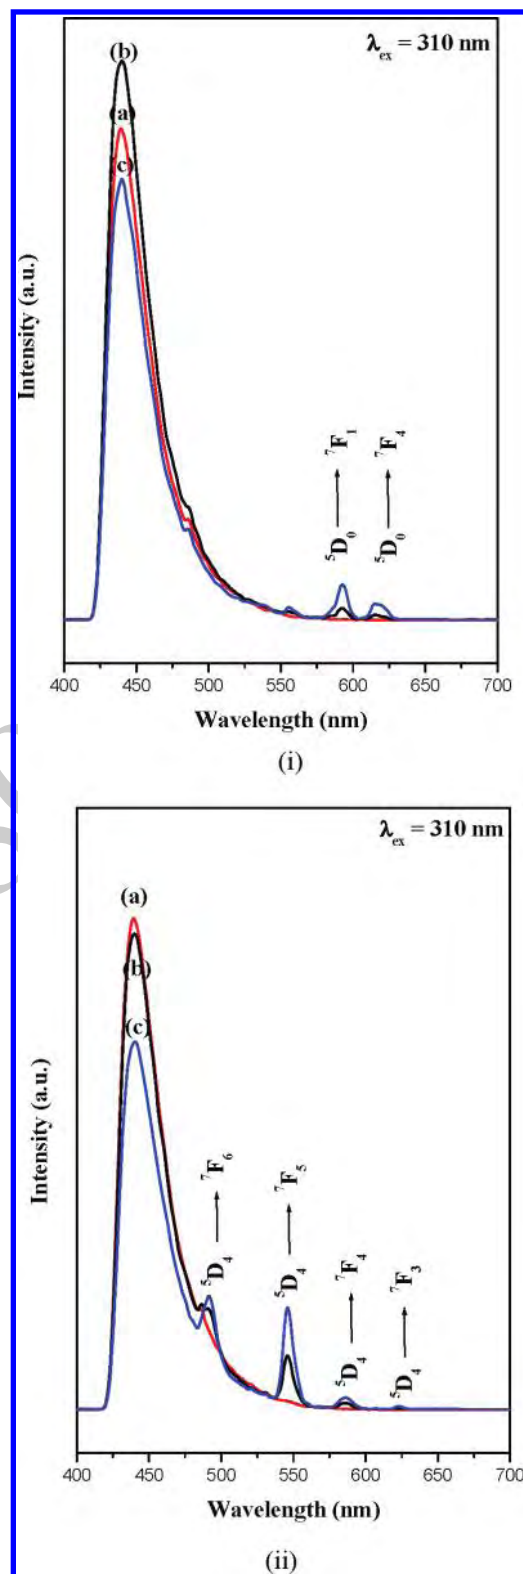 λex = 310 nm
(b)
(a)
(c)
Intensity (a.u.)
⁵D₀ → ⁷F₁
⁵D₀ → ⁷F₄
400 450 500 550 600 650 700
Wavelength (nm)
(i)
λex = 310 nm
(a)
(b)
(c)
Intensity (a.u.)
⁵D₄ → ⁷F₆
⁵D₄ → ⁷F₅
⁵D₄ → ⁷F₄
⁵D₄ → ⁷F₃
400 450 500 550 600 650 700
Wavelength (nm)
(ii)